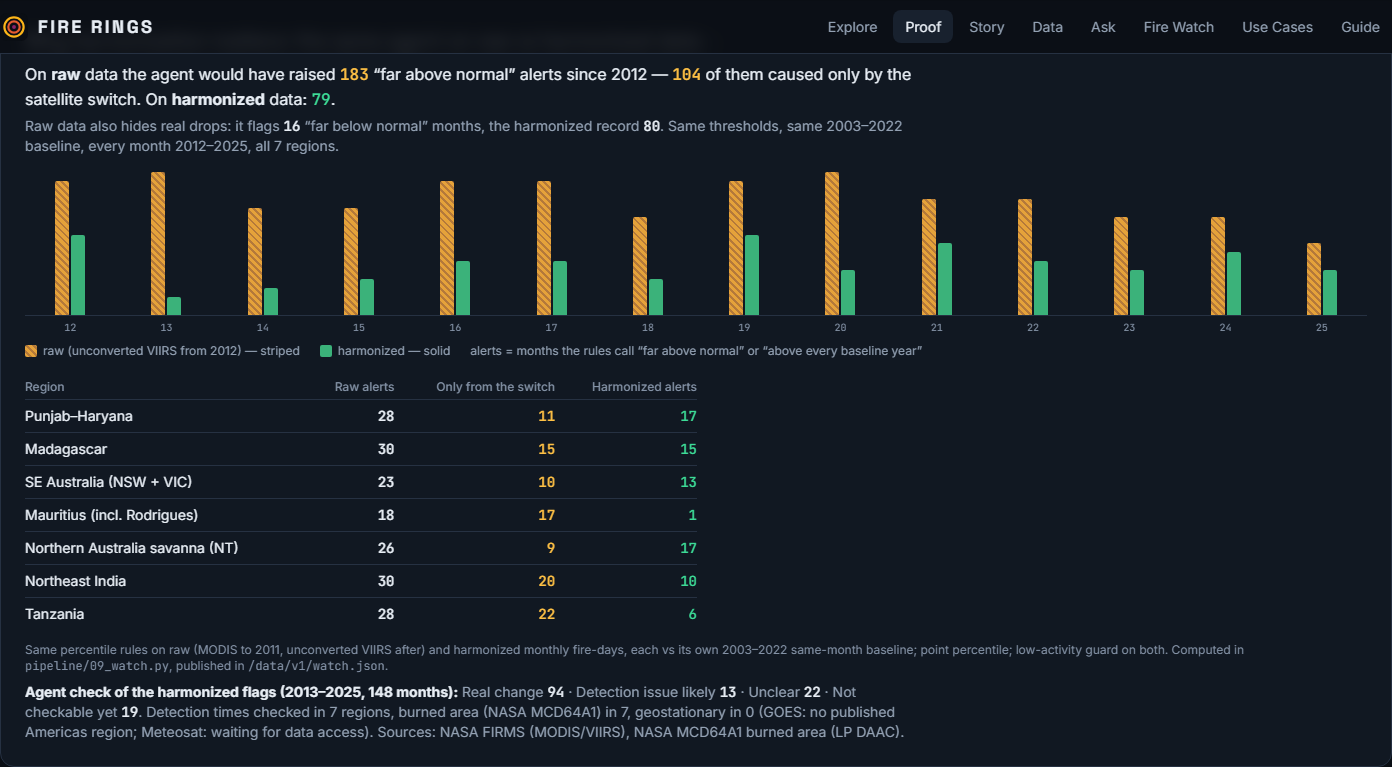 FIRE RINGS
Explore Proof Story Data Ask Fire Watch Use Cases Guide
On raw data the agent would have raised 183 “far above normal” alerts since 2012 — 104 of them caused only by the
satellite switch. On harmonized data: 79.
Raw data also hides real drops: it flags 16 “far below normal” months, the harmonized record 80. Same thresholds, same 2003–2022
baseline, every month 2012–2025, all 7 regions.
12 13 14 15 16 17 18 19 20 21 22 23 24 25
raw (unconverted VIIRS from 2012) — striped harmonized — solid alerts = months the rules call “far above normal” or “above every baseline year”
Region Raw alerts Only from the switch Harmonized alerts
Punjab–Haryana 28 11 17
Madagascar 30 15 15
SE Australia (NSW + VIC) 23 10 13
Mauritius (incl. Rodrigues) 18 17 1
Northern Australia savanna (NT) 26 9 17
Northeast India 30 20 10
Tanzania 28 22 6
Same percentile rules on raw (MODIS to 2011, unconverted VIIRS after) and harmonized monthly fire-days, each vs its own 2003–2022 same-month baseline; point percentile; low-activity guard on both. Computed in
pipeline/09_watch.py, published in /data/v1/watch.json.
Agent check of the harmonized flags (2013–2025, 148 months): Real change 94 · Detection issue likely 13 · Unclear 22 · Not
checkable yet 19. Detection times checked in 7 regions, burned area (NASA MCD64A1) in 7, geostationary in 0 (GOES: no published
Americas region; Meteosat: waiting for data access). Sources: NASA FIRMS (MODIS/VIIRS), NASA MCD64A1 burned area (LP DAAC).